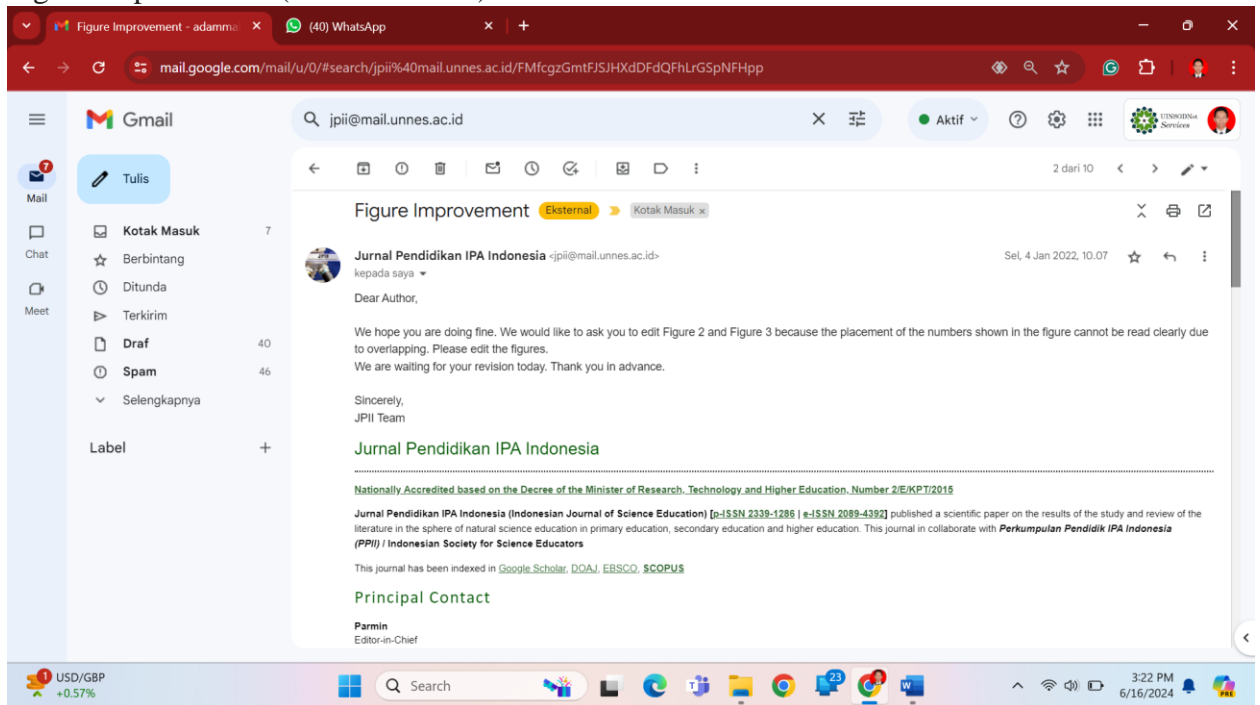 Figure Improvement - adamma
(40) WhatsApp
mail.google.com/mail/u/0/#search/jpii%40mail.unnes.ac.id/FMfcgzGmtFJSJHXdDFdQFhLrGSpNFHpp
Gmail
jpii@mail.unnes.ac.id
Aktif
UINSGDNet
Services
7
Mail
Chat
Meet
Tulis
Kotak Masuk 7
Berbintang
Ditunda
Terkirim
Draf 40
Spam 46
Selengkapnya
Label
2 dari 10
Figure Improvement Eksternal Kotak Masuk x
Jurnal Pendidikan IPA Indonesia <jpii@mail.unnes.ac.id> Sel, 4 Jan 2022, 10.07
kepada saya
Dear Author,
We hope you are doing fine. We would like to ask you to edit Figure 2 and Figure 3 because the placement of the numbers shown in the figure cannot be read clearly due
to overlapping. Please edit the figures.
We are waiting for your revision today. Thank you in advance.
Sincerely,
JPII Team
Jurnal Pendidikan IPA Indonesia
Nationally Accredited based on the Decree of the Minister of Research, Technology and Higher Education, Number 2/E/KPT/2015
Jurnal Pendidikan IPA Indonesia (Indonesian Journal of Science Education) [p-ISSN 2339-1286 | e-ISSN 2089-4392] published a scientific paper on the results of the study and review of the
literature in the sphere of natural science education in primary education, secondary education and higher education. This journal in collaborate with Perkumpulan Pendidik IPA Indonesia
(PPII) / Indonesian Society for Science Educators
This journal has been indexed in Google Scholar, DOAJ, EBSCO, SCOPUS
Principal Contact
Parmin
Editor-in-Chief
1
USD/GBP
+0.57%
Search
23
3:22 PM
6/16/2024
PRE